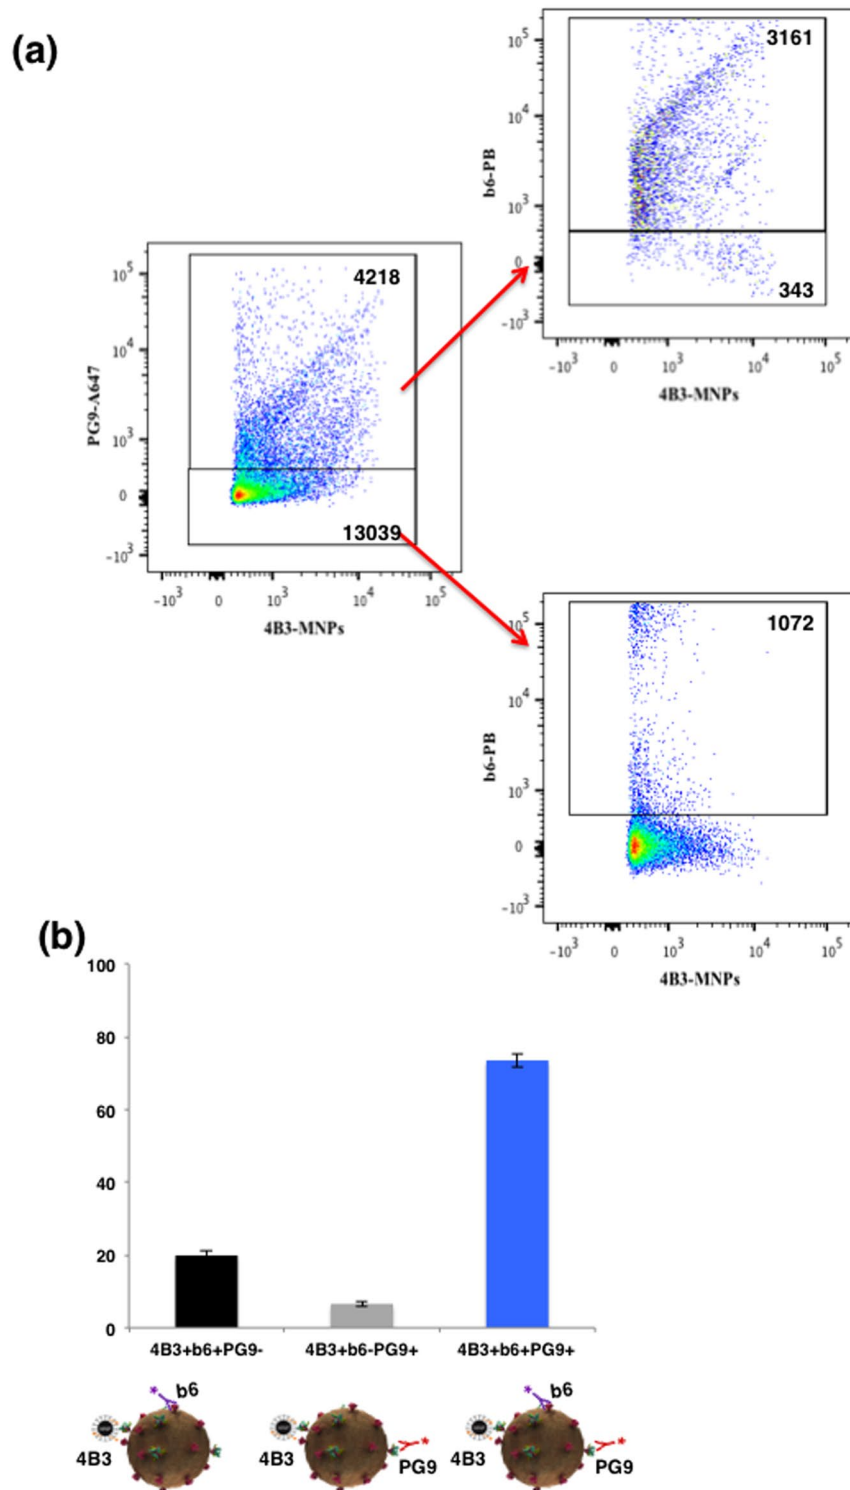 (a)
10^5
3161
10^4
b6-PB
10^3
0
343
-10^3
-10^3 0 10^3 10^4 10^5
4B3-MNPs
10^5
4218
10^4
PG9-A647
10^3
0
13039
-10^3
-10^3 0 10^3 10^4 10^5
4B3-MNPs
10^5
1072
10^4
b6-PB
10^3
0
-10^3
-10^3 0 10^3 10^4 10^5
4B3-MNPs
(b)
100
80
60
40
20
0
4B3+b6+PG9- 4B3+b6-PG9+ 4B3+b6+PG9+
* b6 * b6
4B3 4B3 * PG9 4B3 * PG9